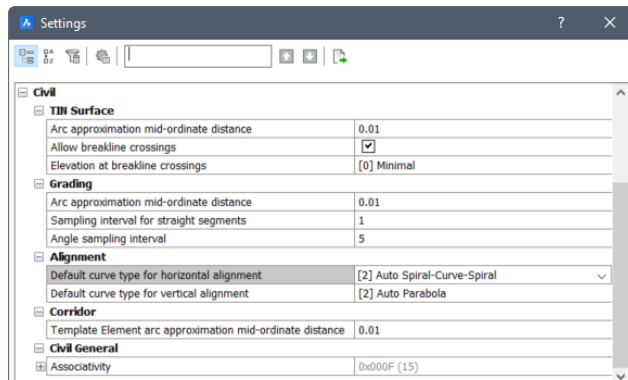 Settings
Civil
TIN Surface
Arc approximation mid-ordinate distance 0.01
Allow breakline crossings
Elevation at breakline crossings [0] Minimal
Grading
Arc approximation mid-ordinate distance 0.01
Sampling interval for straight segments 1
Angle sampling interval 5
Alignment
Default curve type for horizontal alignment [2] Auto Spiral-Curve-Spiral
Default curve type for vertical alignment [2] Auto Parabola
Corridor
Template Element arc approximation mid-ordinate distance 0.01
Civil General
Associativity 0x000F (15)